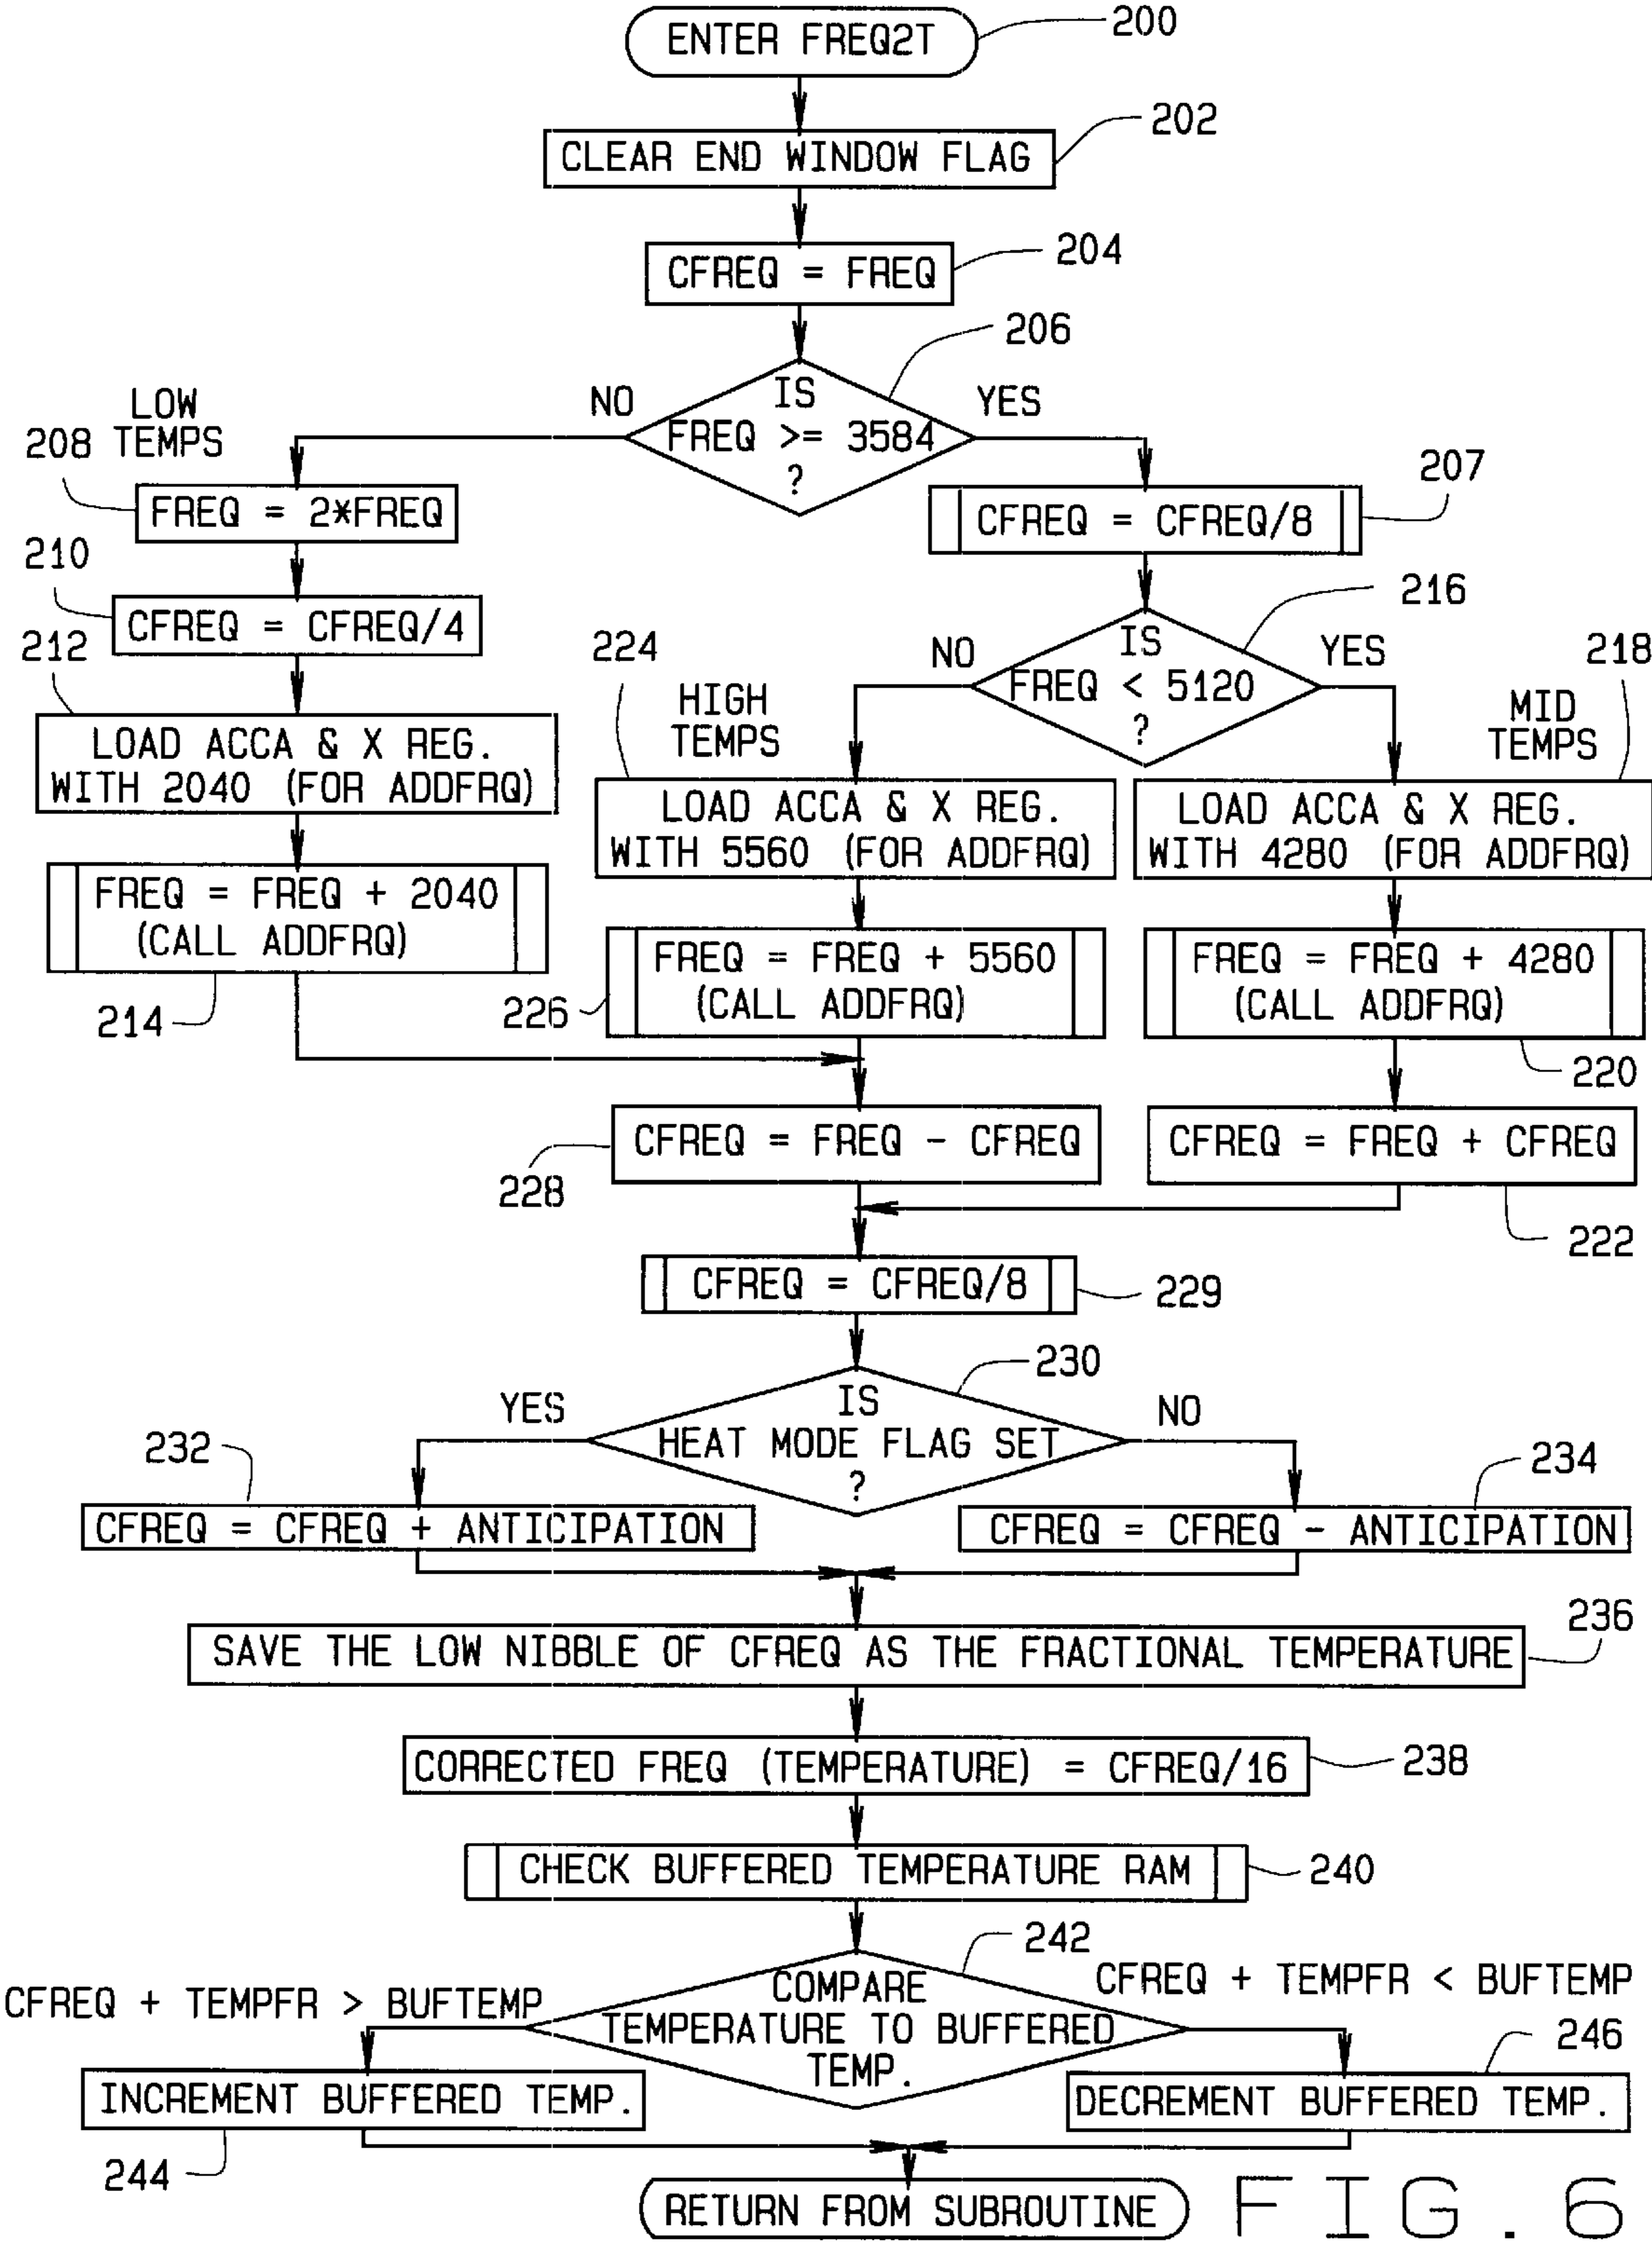 ENTER FREQ2T
200
CLEAR END WINDOW FLAG
202
CFREQ = FREQ
204
IS
FREQ >= 3584
?
206
NO
YES
LOW
TEMPS
208
FREQ = 2*FREQ
CFREQ = CFREQ/8
207
210
CFREQ = CFREQ/4
IS
FREQ < 5120
?
216
NO
YES
212
LOAD ACCA & X REG.
WITH 2040 (FOR ADDFRQ)
224
HIGH
TEMPS
LOAD ACCA & X REG.
WITH 5560 (FOR ADDFRQ)
218
MID
TEMPS
LOAD ACCA & X REG.
WITH 4280 (FOR ADDFRQ)
FREQ = FREQ + 2040
(CALL ADDFRQ)
214
FREQ = FREQ + 5560
(CALL ADDFRQ)
226
FREQ = FREQ + 4280
(CALL ADDFRQ)
220
CFREQ = FREQ - CFREQ
228
CFREQ = FREQ + CFREQ
222
CFREQ = CFREQ/8
229
IS
HEAT MODE FLAG SET
?
230
YES
NO
232
CFREQ = CFREQ + ANTICIPATION
234
CFREQ = CFREQ - ANTICIPATION
236
SAVE THE LOW NIBBLE OF CFREQ AS THE FRACTIONAL TEMPERATURE
CORRECTED FREQ (TEMPERATURE) = CFREQ/16
238
CHECK BUFFERED TEMPERATURE RAM
240
242
COMPARE
TEMPERATURE TO BUFFERED
TEMP.
CFREQ + TEMPFR > BUFTEMP
CFREQ + TEMPFR < BUFTEMP
INCREMENT BUFFERED TEMP.
244
246
DECREMENT BUFFERED TEMP.
RETURN FROM SUBROUTINE
FIG. 6